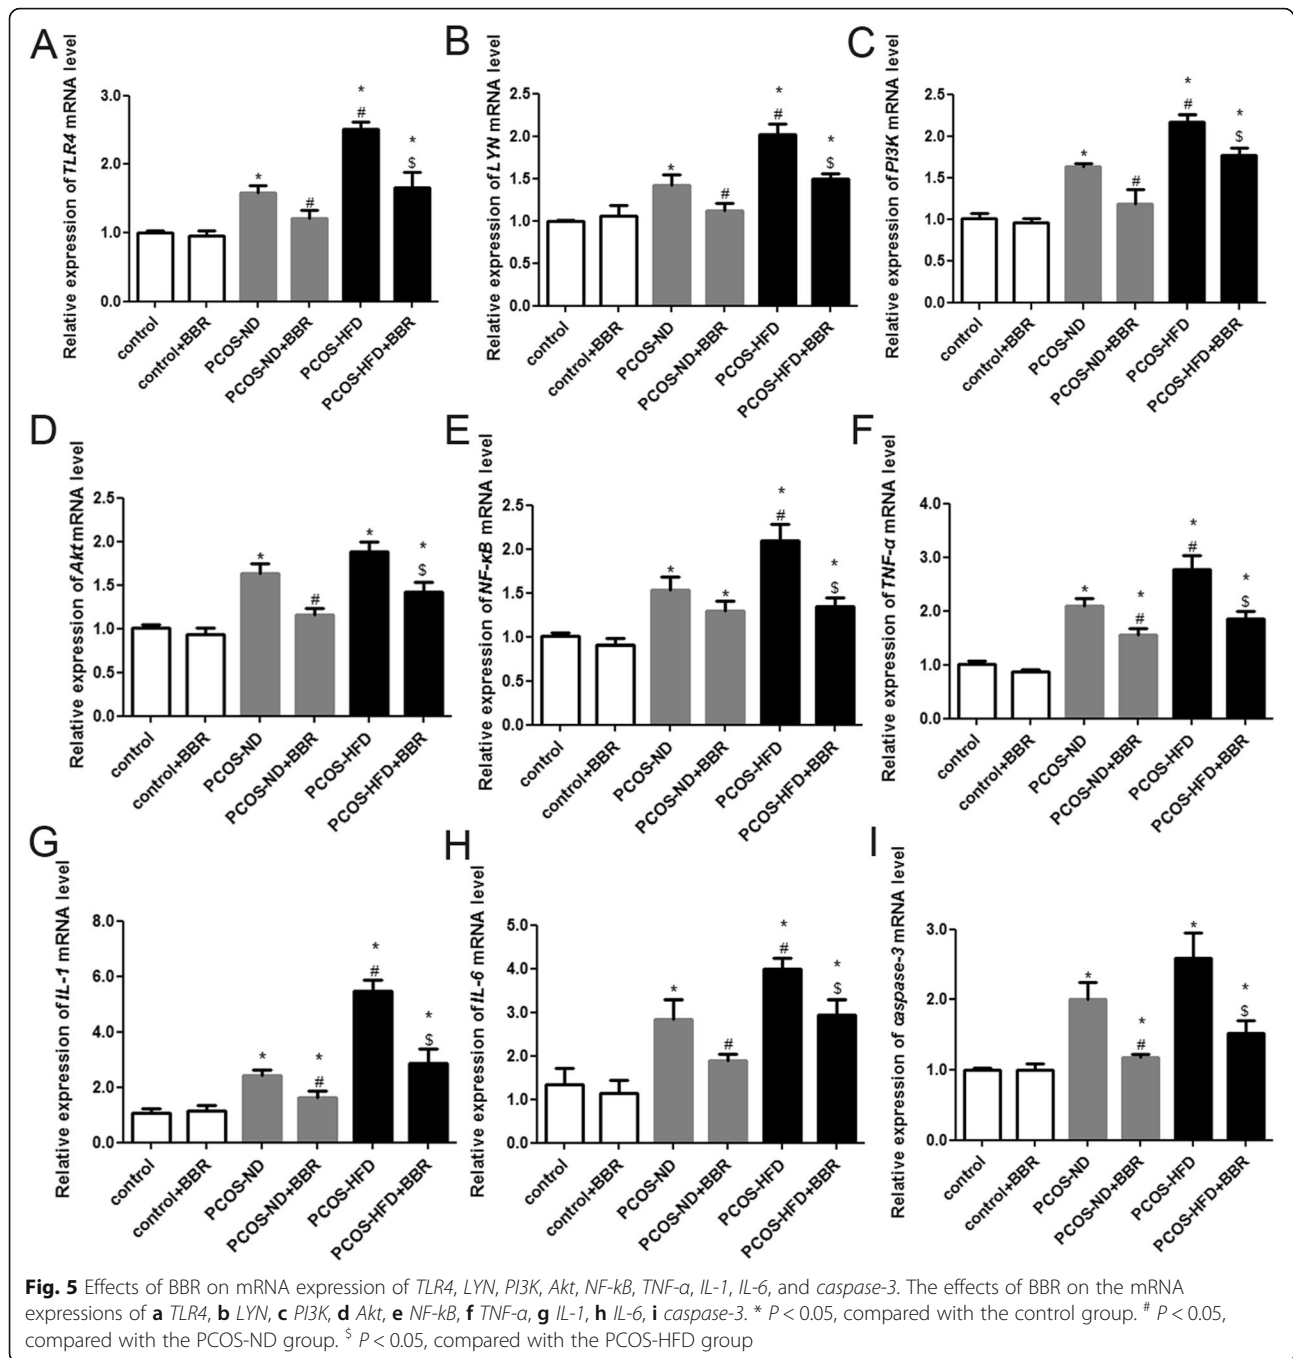 A
Relative expression of TLR4 mRNA level
3.0
2.0
1.0
0.0
*
#
*
*
#
*
$
control
control+BBR
PCOS-ND
PCOS-ND+BBR
PCOS-HFD
PCOS-HFD+BBR
B
Relative expression of LYN mRNA level
2.5
2.0
1.5
1.0
0.5
0.0
*
#
*
#
*
$
control
control+BBR
PCOS-ND
PCOS-ND+BBR
PCOS-HFD
PCOS-HFD+BBR
C
Relative expression of PI3K mRNA level
2.5
2.0
1.5
1.0
0.5
0.0
*
#
*
#
*
$
control
control+BBR
PCOS-ND
PCOS-ND+BBR
PCOS-HFD
PCOS-HFD+BBR
D
Relative expression of Akt mRNA level
2.5
2.0
1.5
1.0
0.5
0.0
*
#
*
*
$
control
control+BBR
PCOS-ND
PCOS-ND+BBR
PCOS-HFD
PCOS-HFD+BBR
E
Relative expression of NF-κB mRNA level
2.5
2.0
1.5
1.0
0.5
0.0
*
*
*
#
*
$
control
control+BBR
PCOS-ND
PCOS-ND+BBR
PCOS-HFD
PCOS-HFD+BBR
F
Relative expression of TNF-α mRNA level
4.0
3.0
2.0
1.0
0.0
*
*
#
*
#
*
$
control
control+BBR
PCOS-ND
PCOS-ND+BBR
PCOS-HFD
PCOS-HFD+BBR
G
Relative expression of IL-1 mRNA level
8.0
6.0
4.0
2.0
0.0
*
*
#
*
#
*
$
control
control+BBR
PCOS-ND
PCOS-ND+BBR
PCOS-HFD
PCOS-HFD+BBR
H
Relative expression of IL-6 mRNA level
5.0
4.0
3.0
2.0
1.0
0.0
*
#
*
#
*
$
control
control+BBR
PCOS-ND
PCOS-ND+BBR
PCOS-HFD
PCOS-HFD+BBR
I
Relative expression of caspase-3 mRNA level
3.0
2.0
1.0
0.0
*
*
#
*
*
$
control
control+BBR
PCOS-ND
PCOS-ND+BBR
PCOS-HFD
PCOS-HFD+BBR
Fig. 5 Effects of BBR on mRNA expression of TLR4, LYN, PI3K, Akt, NF-kB, TNF-α, IL-1, IL-6, and caspase-3. The effects of BBR on the mRNA
expressions of a TLR4, b LYN, c PI3K, d Akt, e NF-kB, f TNF-α, g IL-1, h IL-6, i caspase-3. * P < 0.05, compared with the control group. # P < 0.05,
compared with the PCOS-ND group. $ P < 0.05, compared with the PCOS-HFD group